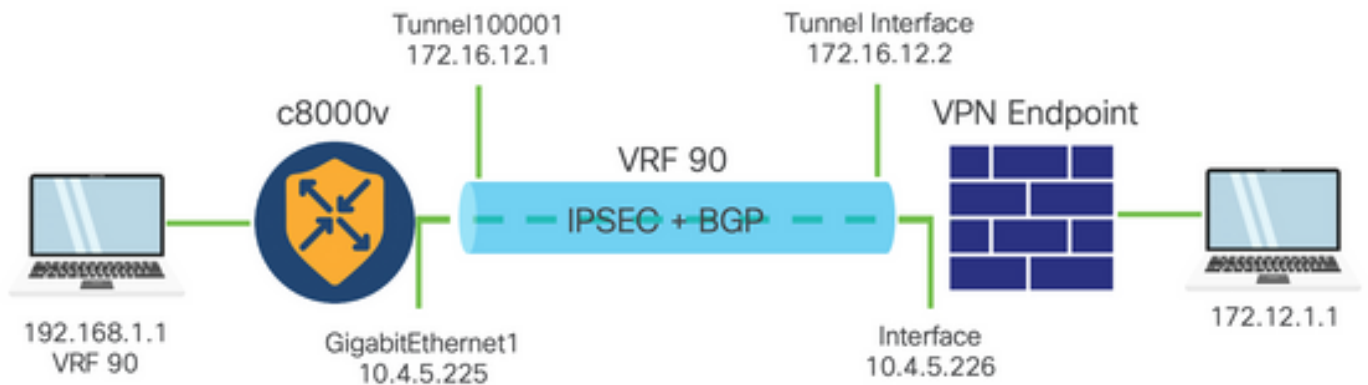 Tunnel100001
172.16.12.1
Tunnel Interface
172.16.12.2
c8000v
VRF 90
VPN Endpoint
IPSEC + BGP
192.168.1.1
VRF 90
GigabitEthernet1
10.4.5.225
Interface
10.4.5.226
172.12.1.1